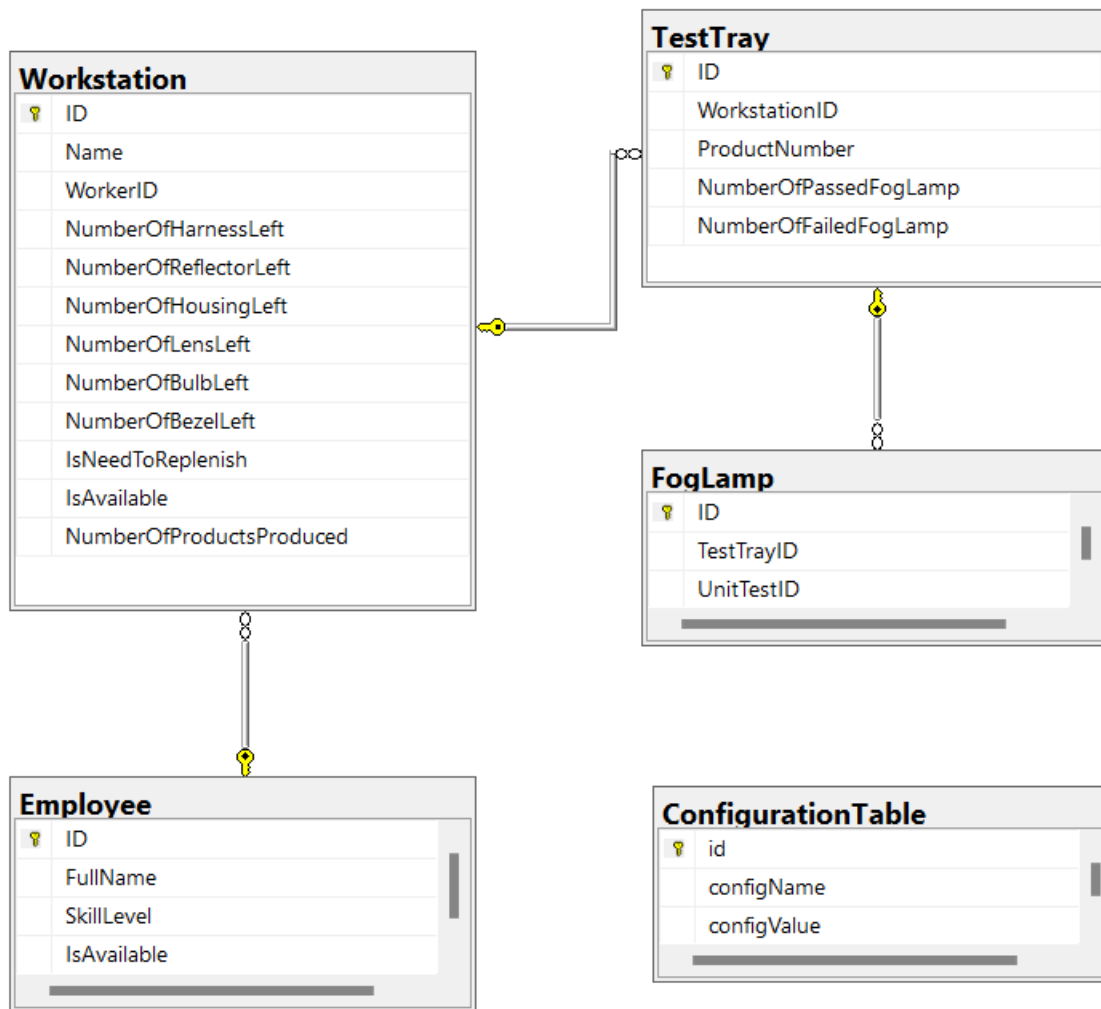 Workstation
ID
Name
WorkerID
NumberOfHarnessLeft
NumberOfReflectorLeft
NumberOfHousingLeft
NumberOfLensLeft
NumberOfBulbLeft
NumberOfBezelLeft
IsNeedToReplenish
IsAvailable
NumberOfProductsProduced
TestTray
ID
WorkstationID
ProductNumber
NumberOfPassedFogLamp
NumberOfFailedFogLamp
FogLamp
ID
TestTrayID
UnitTestID
Employee
ID
FullName
SkillLevel
IsAvailable
ConfigurationTable
id
configName
configValue